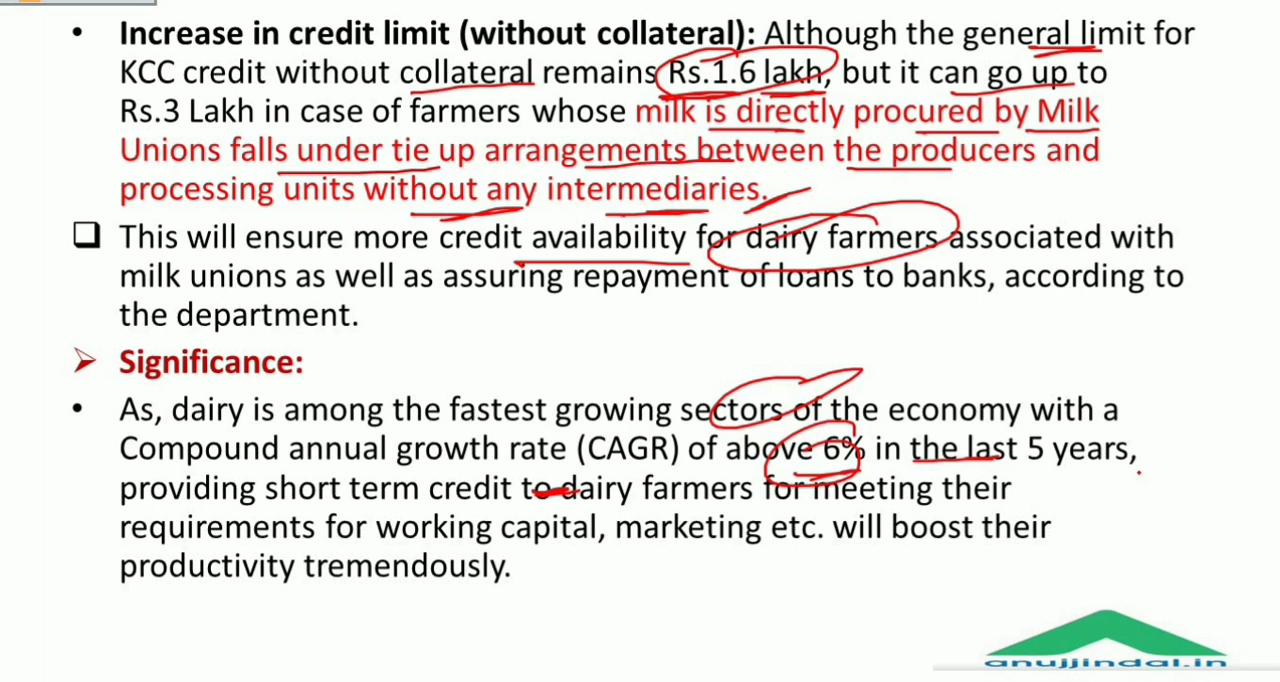 • Increase in credit limit (without collateral): Although the general limit for
KCC credit without collateral remains Rs.1.6 lakh, but it can go up to
Rs.3 Lakh in case of farmers whose milk is directly procured by Milk
Unions falls under tie up arrangements between the producers and
processing units without any intermediaries.
❑ This will ensure more credit availability for dairy farmers associated with
milk unions as well as assuring repayment of loans to banks, according to
the department.
➢ Significance:
• As, dairy is among the fastest growing sectors of the economy with a
Compound annual growth rate (CAGR) of above 6% in the last 5 years,
providing short term credit to dairy farmers for meeting their
requirements for working capital, marketing etc. will boost their
productivity tremendously.
anujjindal.in